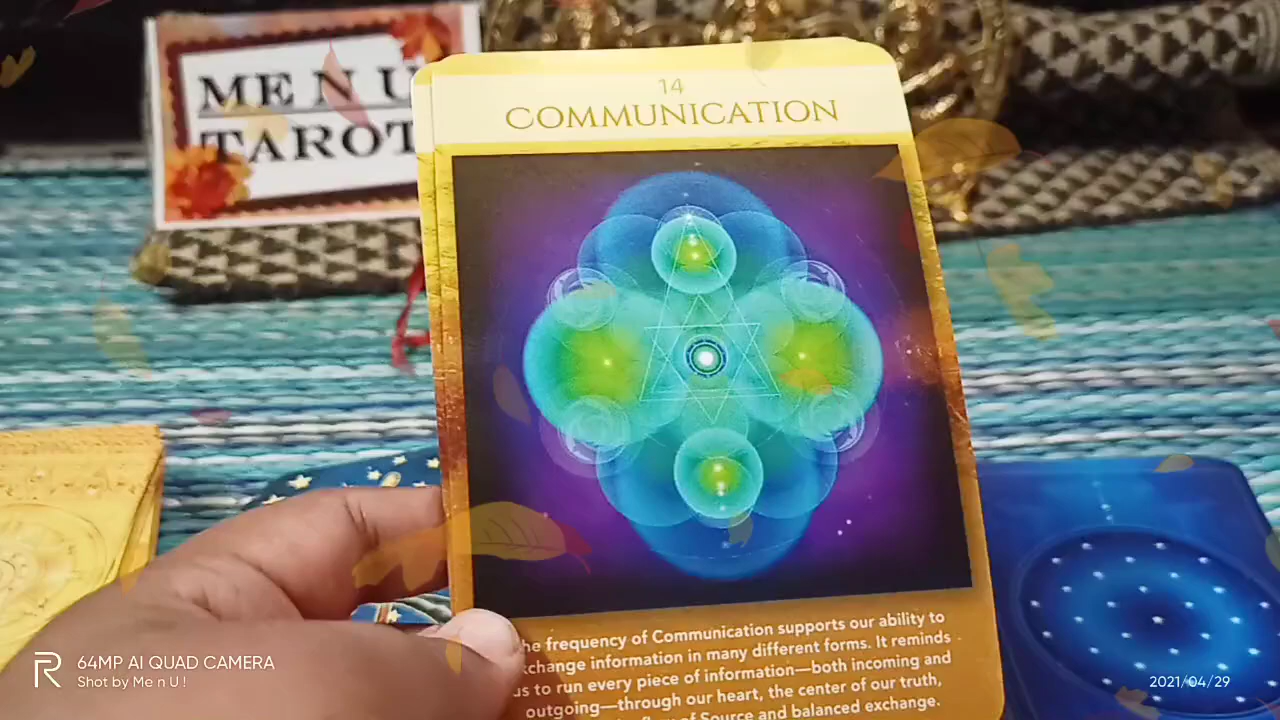 ME N U
TAROT
14
COMMUNICATION
he frequency of Communication supports our ability to
xchange information in many different forms. It reminds
us to run every piece of information—both incoming and
outgoing—through our heart, the center of our truth,
of Source and balanced exchange.
R 64MP AI QUAD CAMERA
Shot by Me n U !
2021/04/29